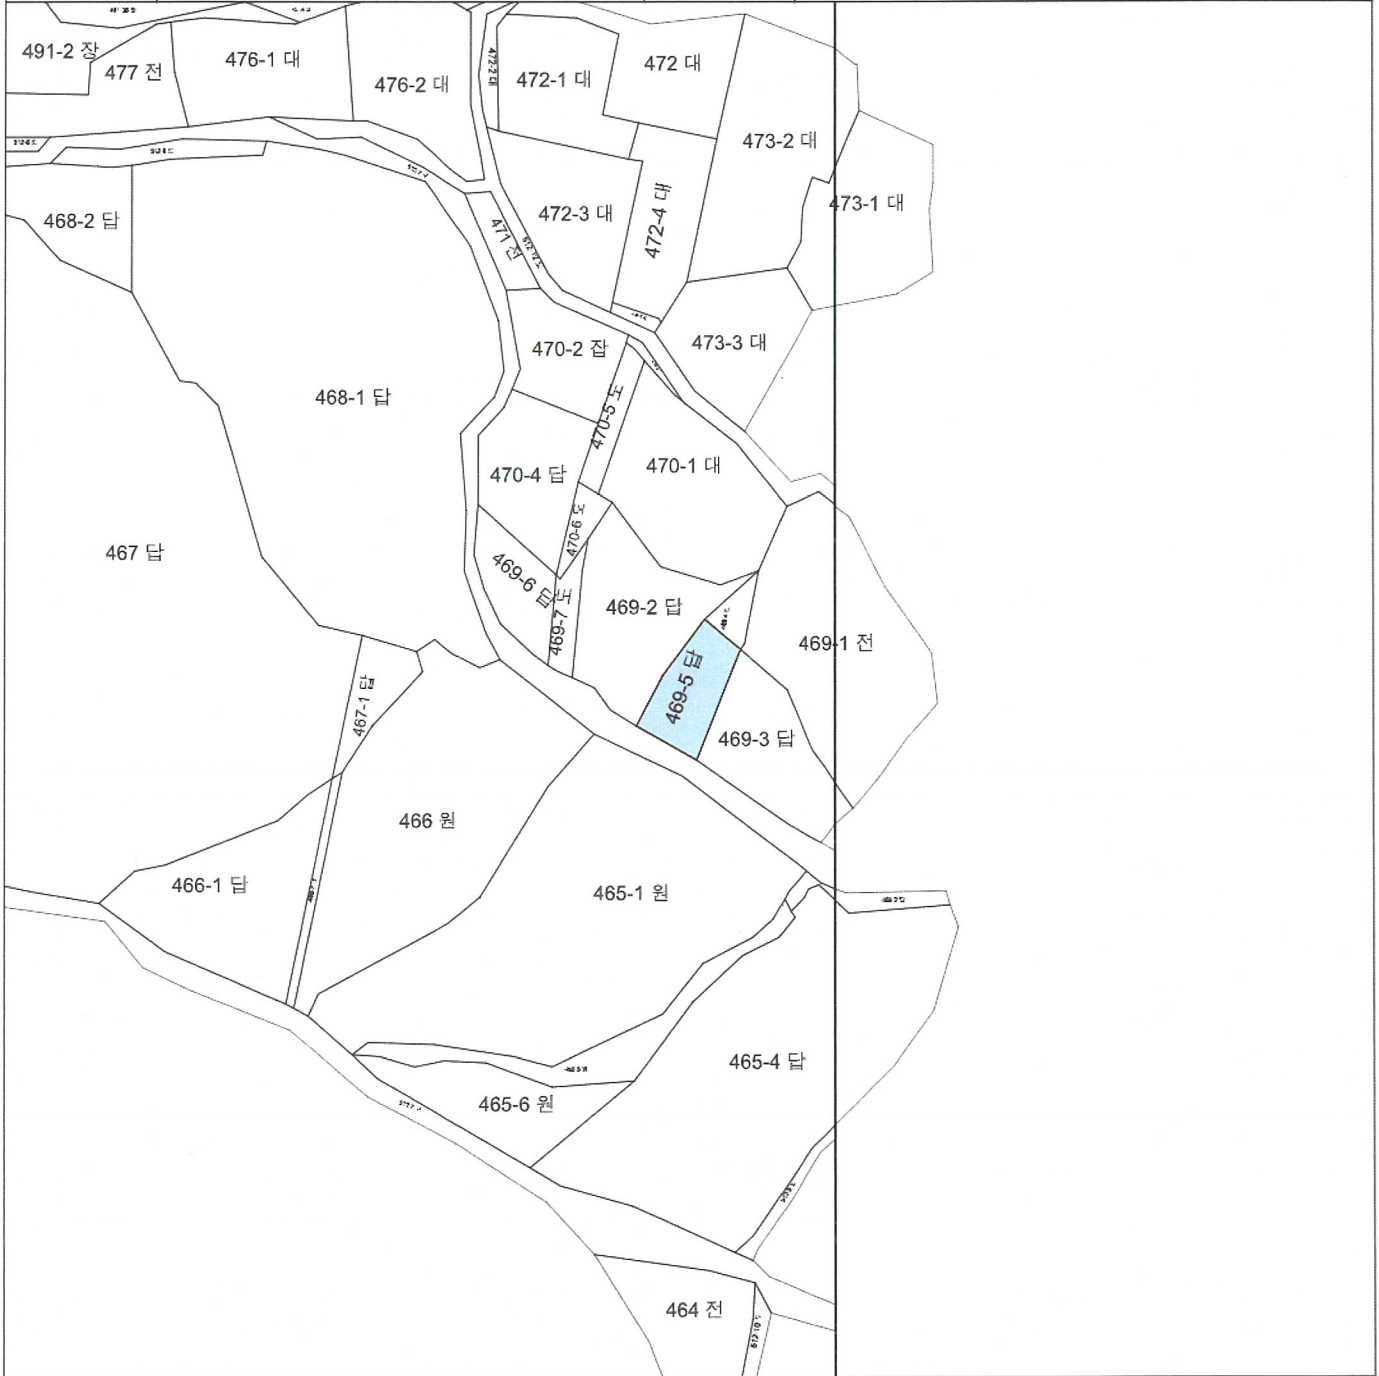 491-2 장
477 전
476-1 대
476-2 대
472-2 대
472-1 대
472 대
473-2 대
473-1 대
468-2 답
471 전
472-3 대
472-4 대
470-2 잡
473-3 대
468-1 답
470-5 도
470-4 답
470-1 대
467 답
470-6 도
469-6 답
469-7 도
469-2 답
469-1 전
469-5 답
469-3 답
467-1 답
466 원
466-1 답
465-1 원
465-4 답
465-6 원
464 전